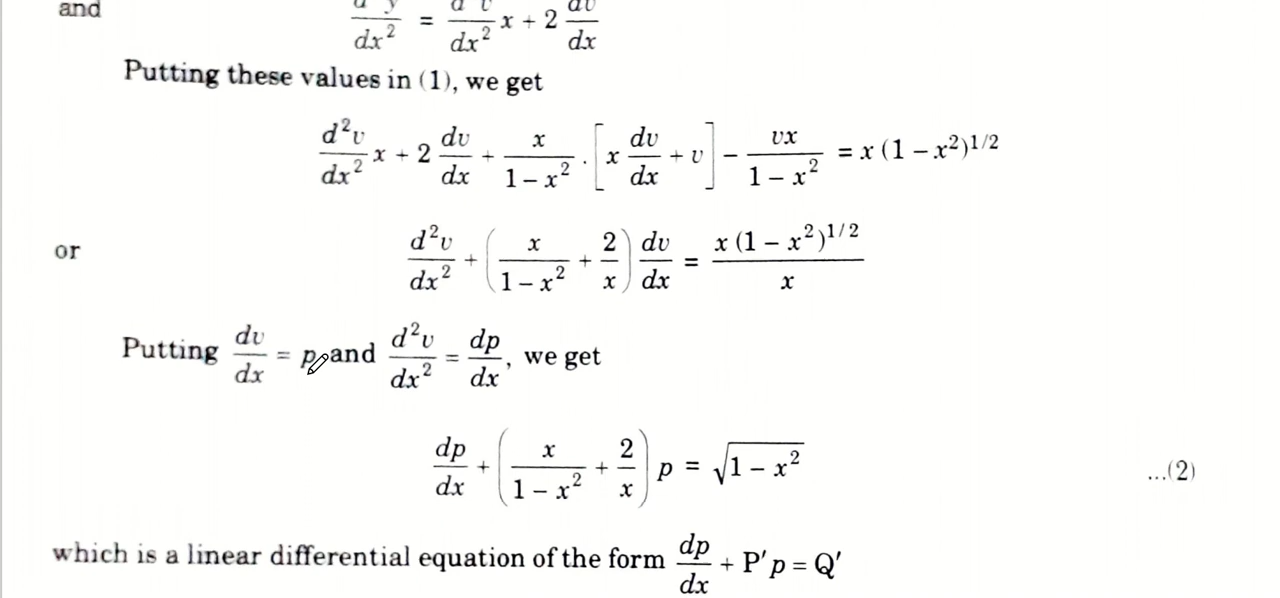 and d²y/dx² = d²v/dx² x + 2 dv/dx
Putting these values in (1), we get
d²v/dx² x + 2 dv/dx + x/(1 – x²) · [x dv/dx + v] – vx/(1 – x²) = x (1 – x²)^1/2
or d²v/dx² + (x/(1 – x²) + 2/x) dv/dx = x (1 – x²)^1/2 / x
Putting dv/dx = p and d²v/dx² = dp/dx, we get
dp/dx + (x/(1 – x²) + 2/x) p = √(1 – x²) ...(2)
which is a linear differential equation of the form dp/dx + P′ p = Q′